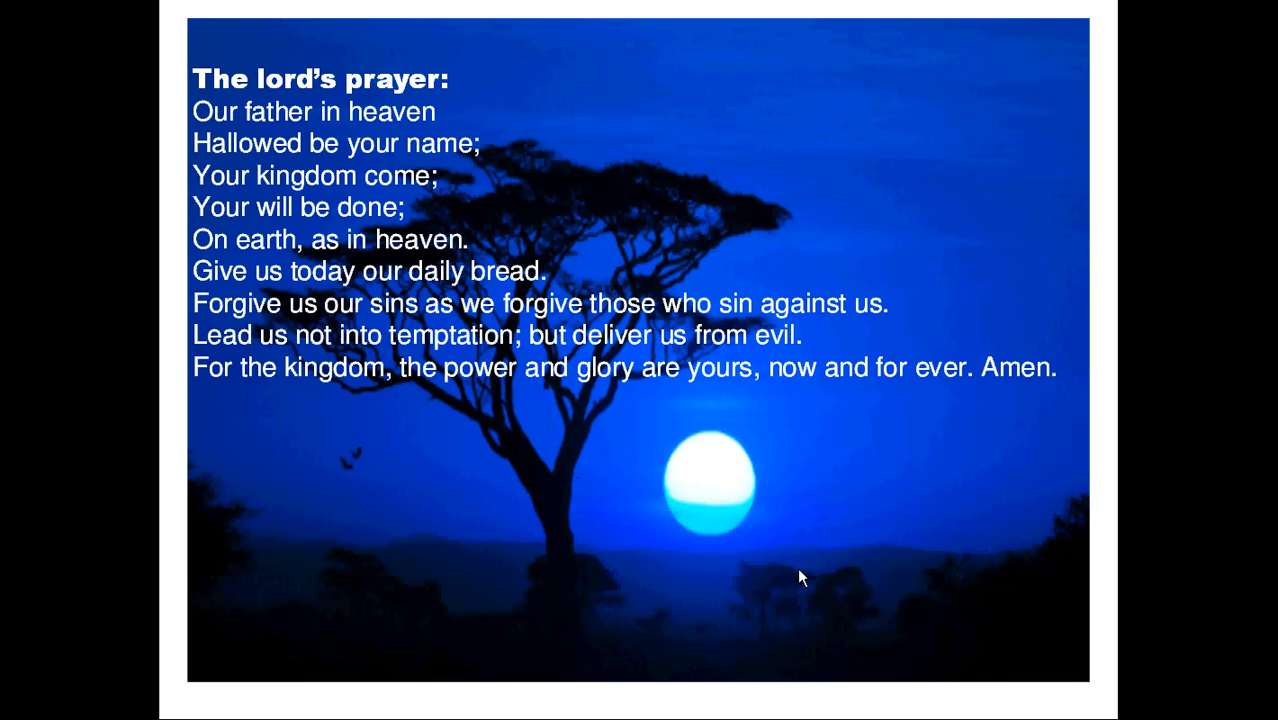 The lord’s prayer:
Our father in heaven
Hallowed be your name;
Your kingdom come;
Your will be done;
On earth, as in heaven.
Give us today our daily bread.
Forgive us our sins as we forgive those who sin against us.
Lead us not into temptation; but deliver us from evil.
For the kingdom, the power and glory are yours, now and for ever. Amen.